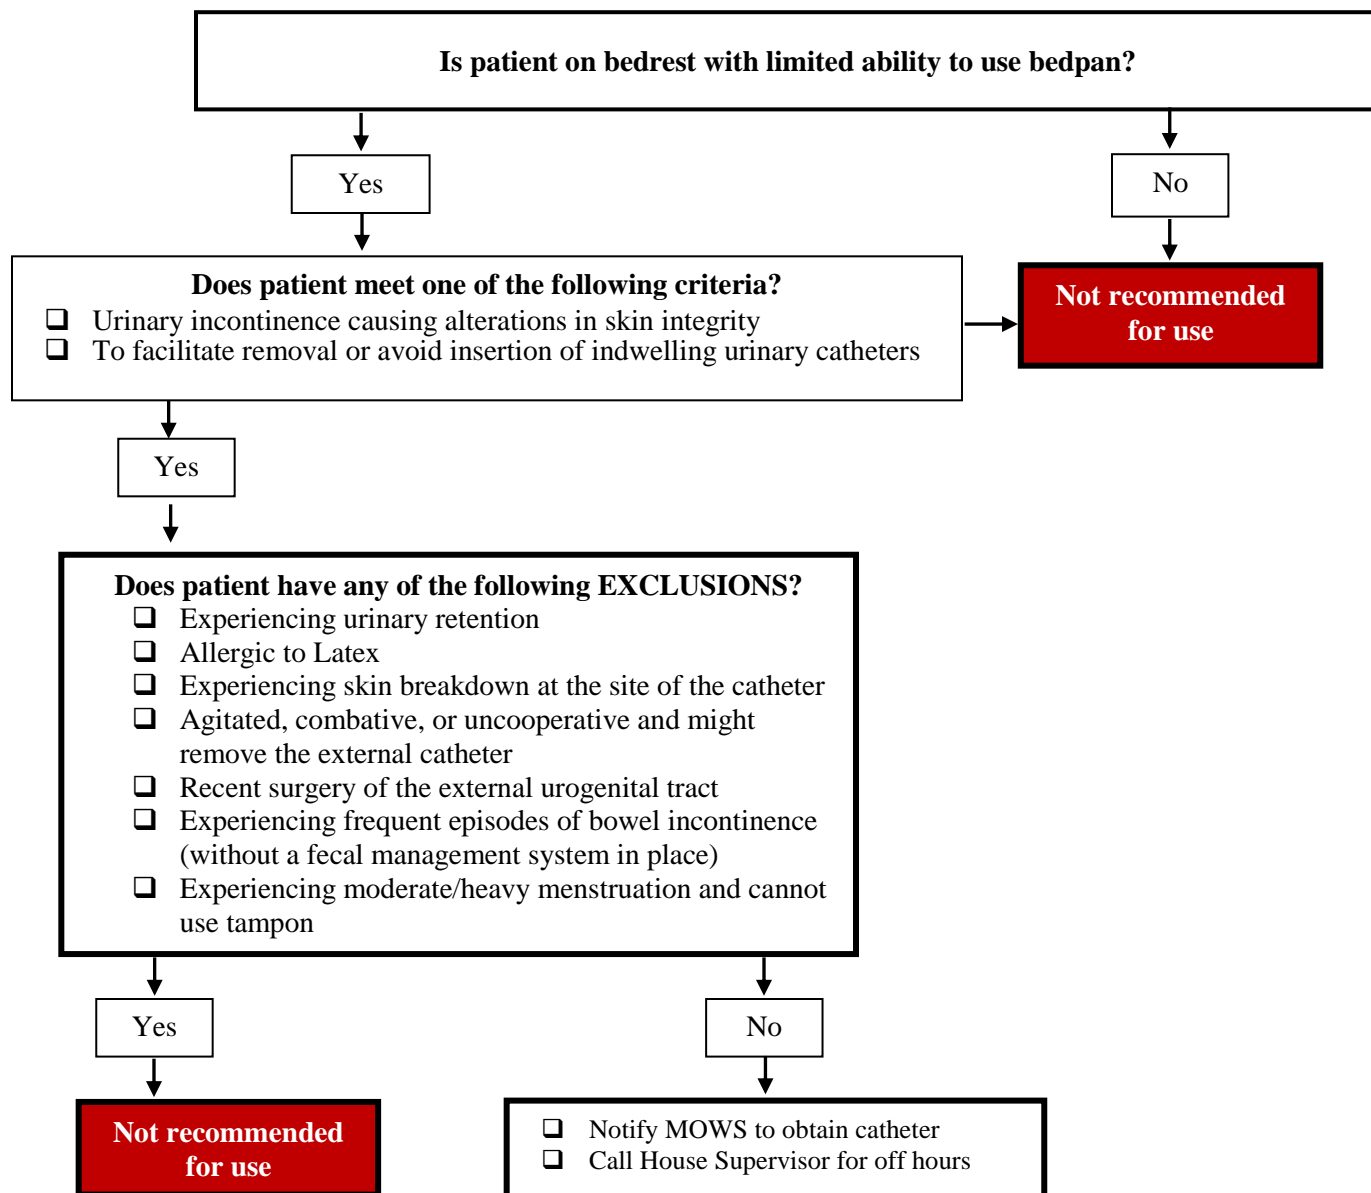 Is patient on bedrest with limited ability to use bedpan?
Yes
No
Does patient meet one of the following criteria?
❑ Urinary incontinence causing alterations in skin integrity
❑ To facilitate removal or avoid insertion of indwelling urinary catheters
Not recommended
for use
Yes
Does patient have any of the following EXCLUSIONS?
❑ Experiencing urinary retention
❑ Allergic to Latex
❑ Experiencing skin breakdown at the site of the catheter
❑ Agitated, combative, or uncooperative and might
remove the external catheter
❑ Recent surgery of the external urogenital tract
❑ Experiencing frequent episodes of bowel incontinence
(without a fecal management system in place)
❑ Experiencing moderate/heavy menstruation and cannot
use tampon
Yes
No
Not recommended
for use
❑ Notify MOWS to obtain catheter
❑ Call House Supervisor for off hours